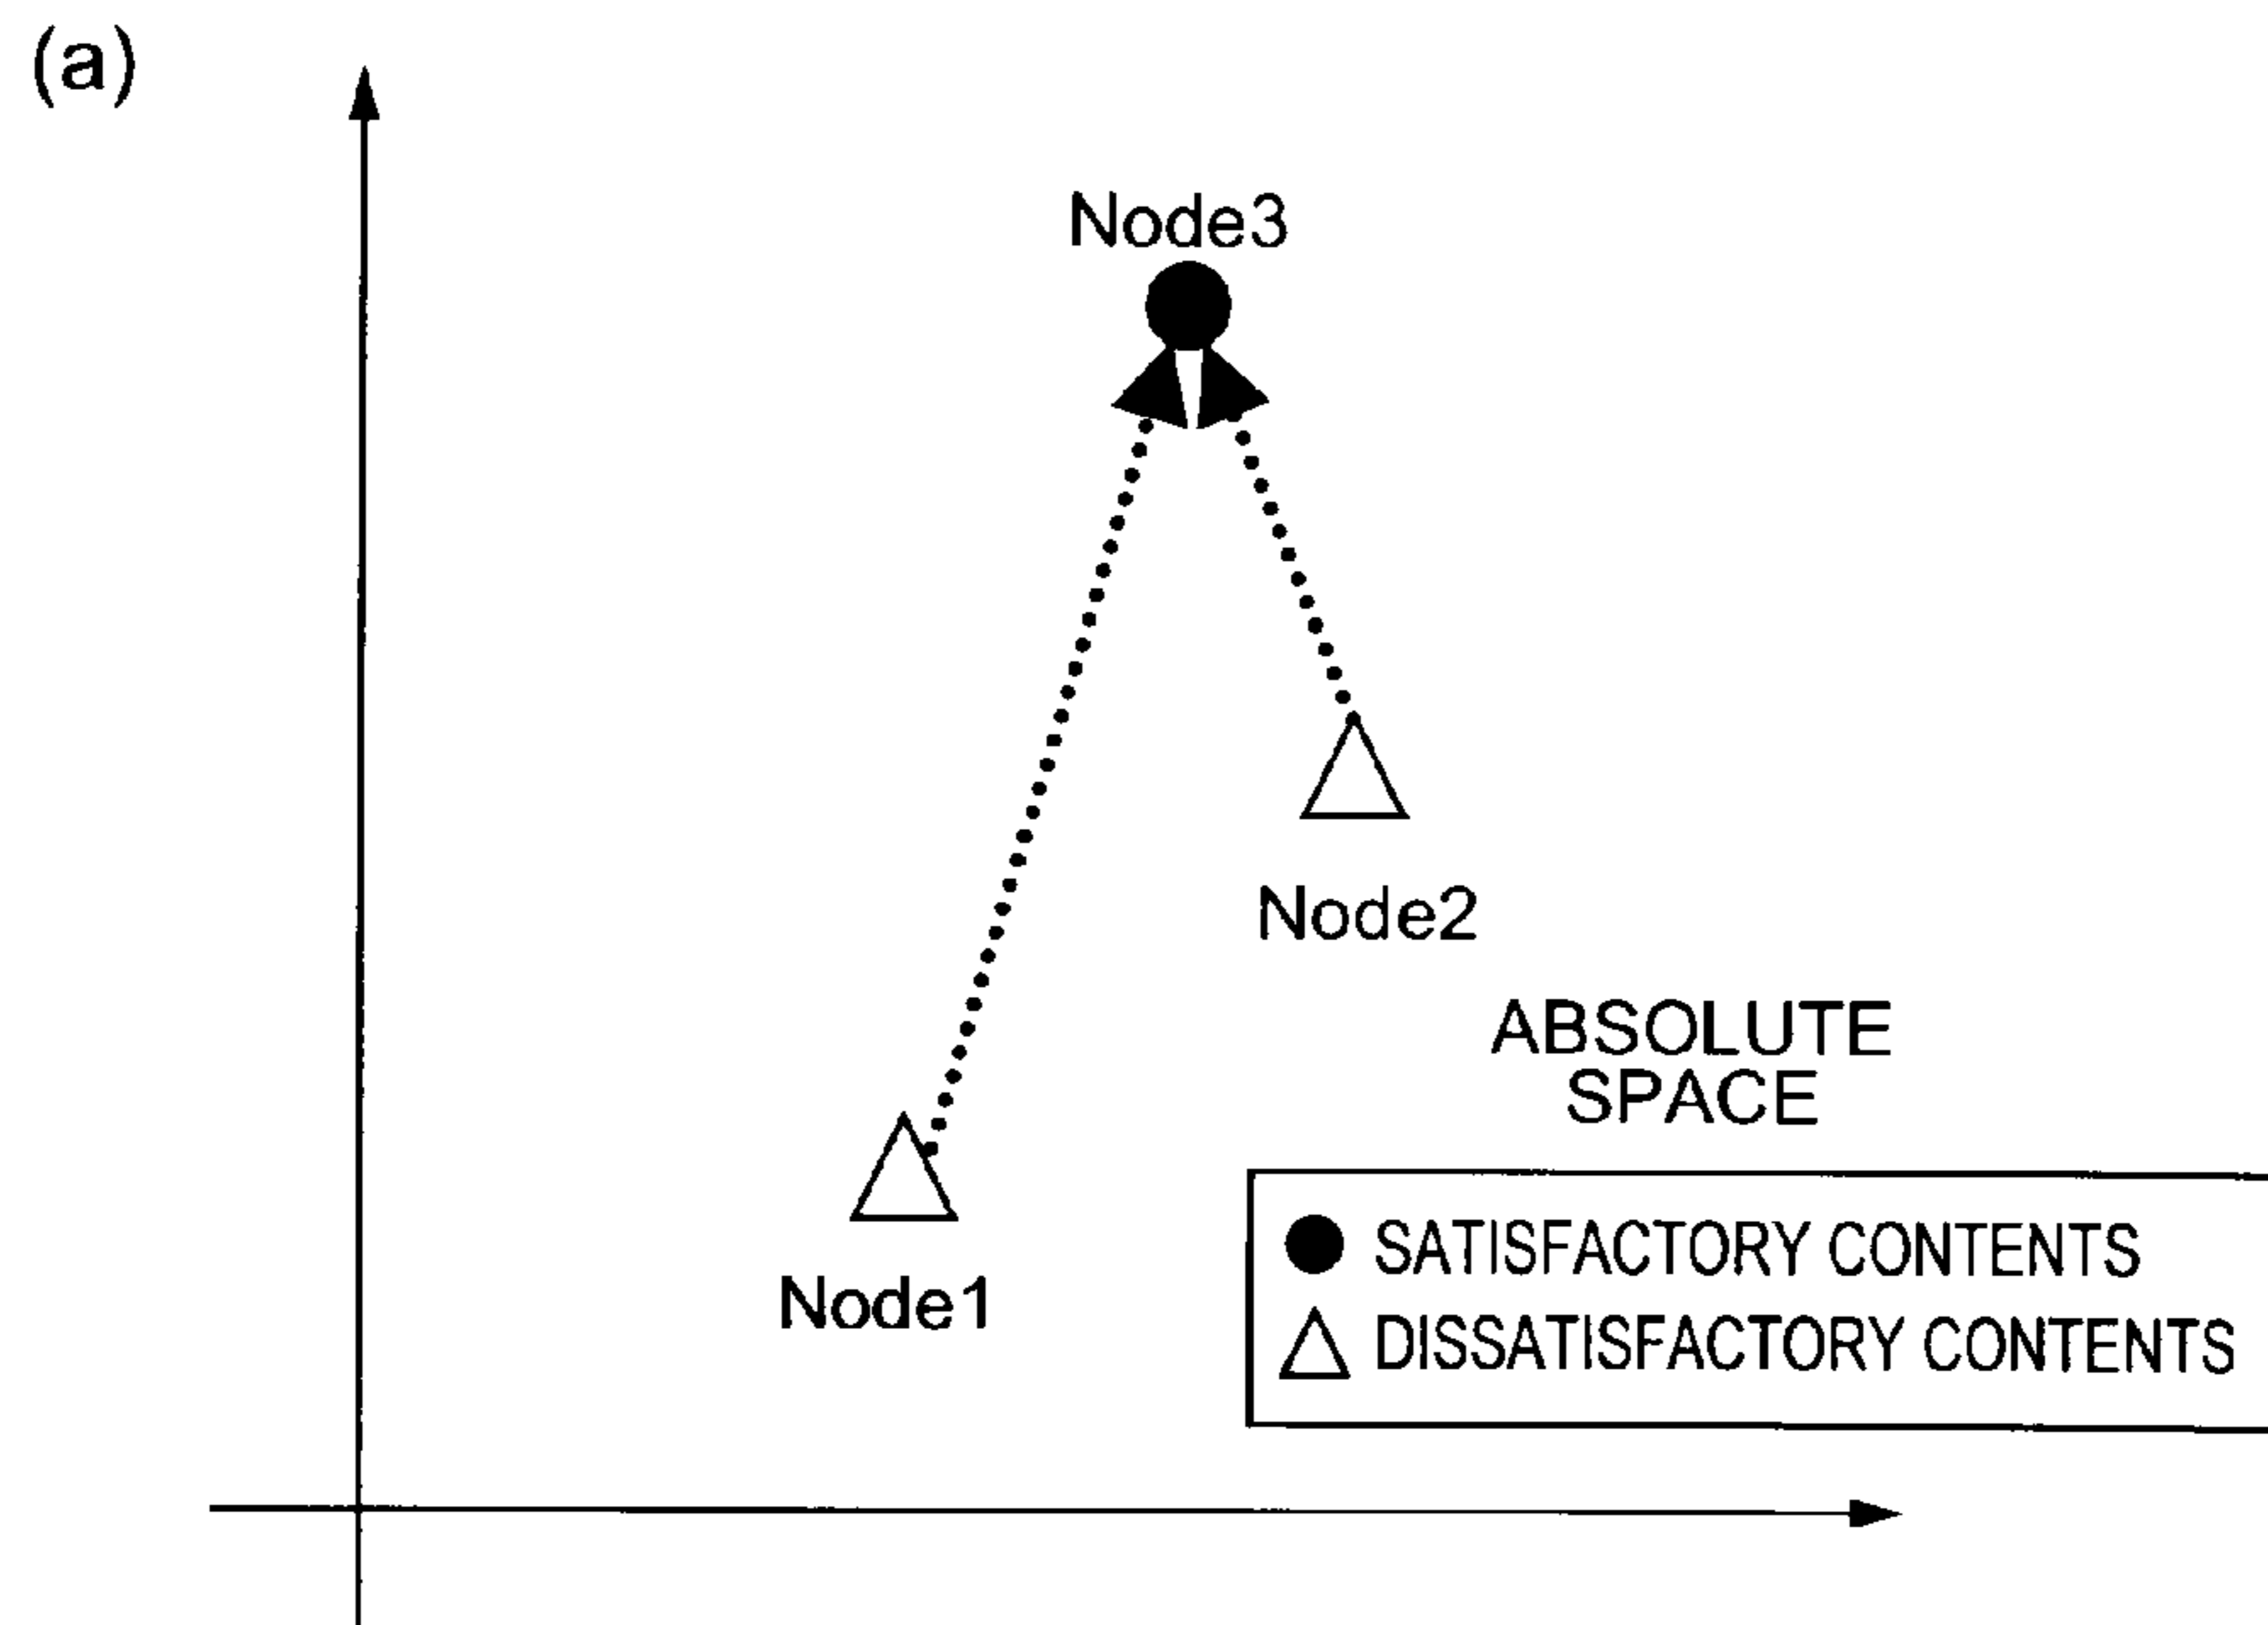 (a)
Node3
Node2
ABSOLUTE
SPACE
Node1
SATISFACTORY CONTENTS
DISSATISFACTORY CONTENTS